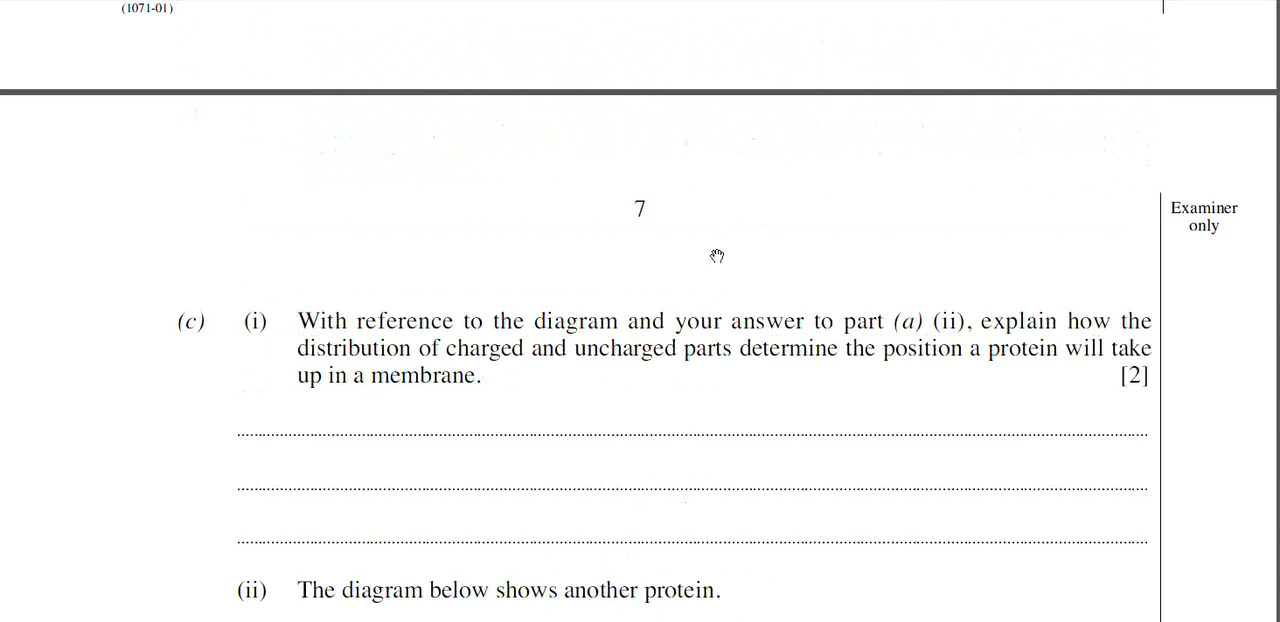 (1071-01)
7
Examiner
only
(c) (i) With reference to the diagram and your answer to part (a) (ii), explain how the
distribution of charged and uncharged parts determine the position a protein will take
up in a membrane. [2]
(ii) The diagram below shows another protein.